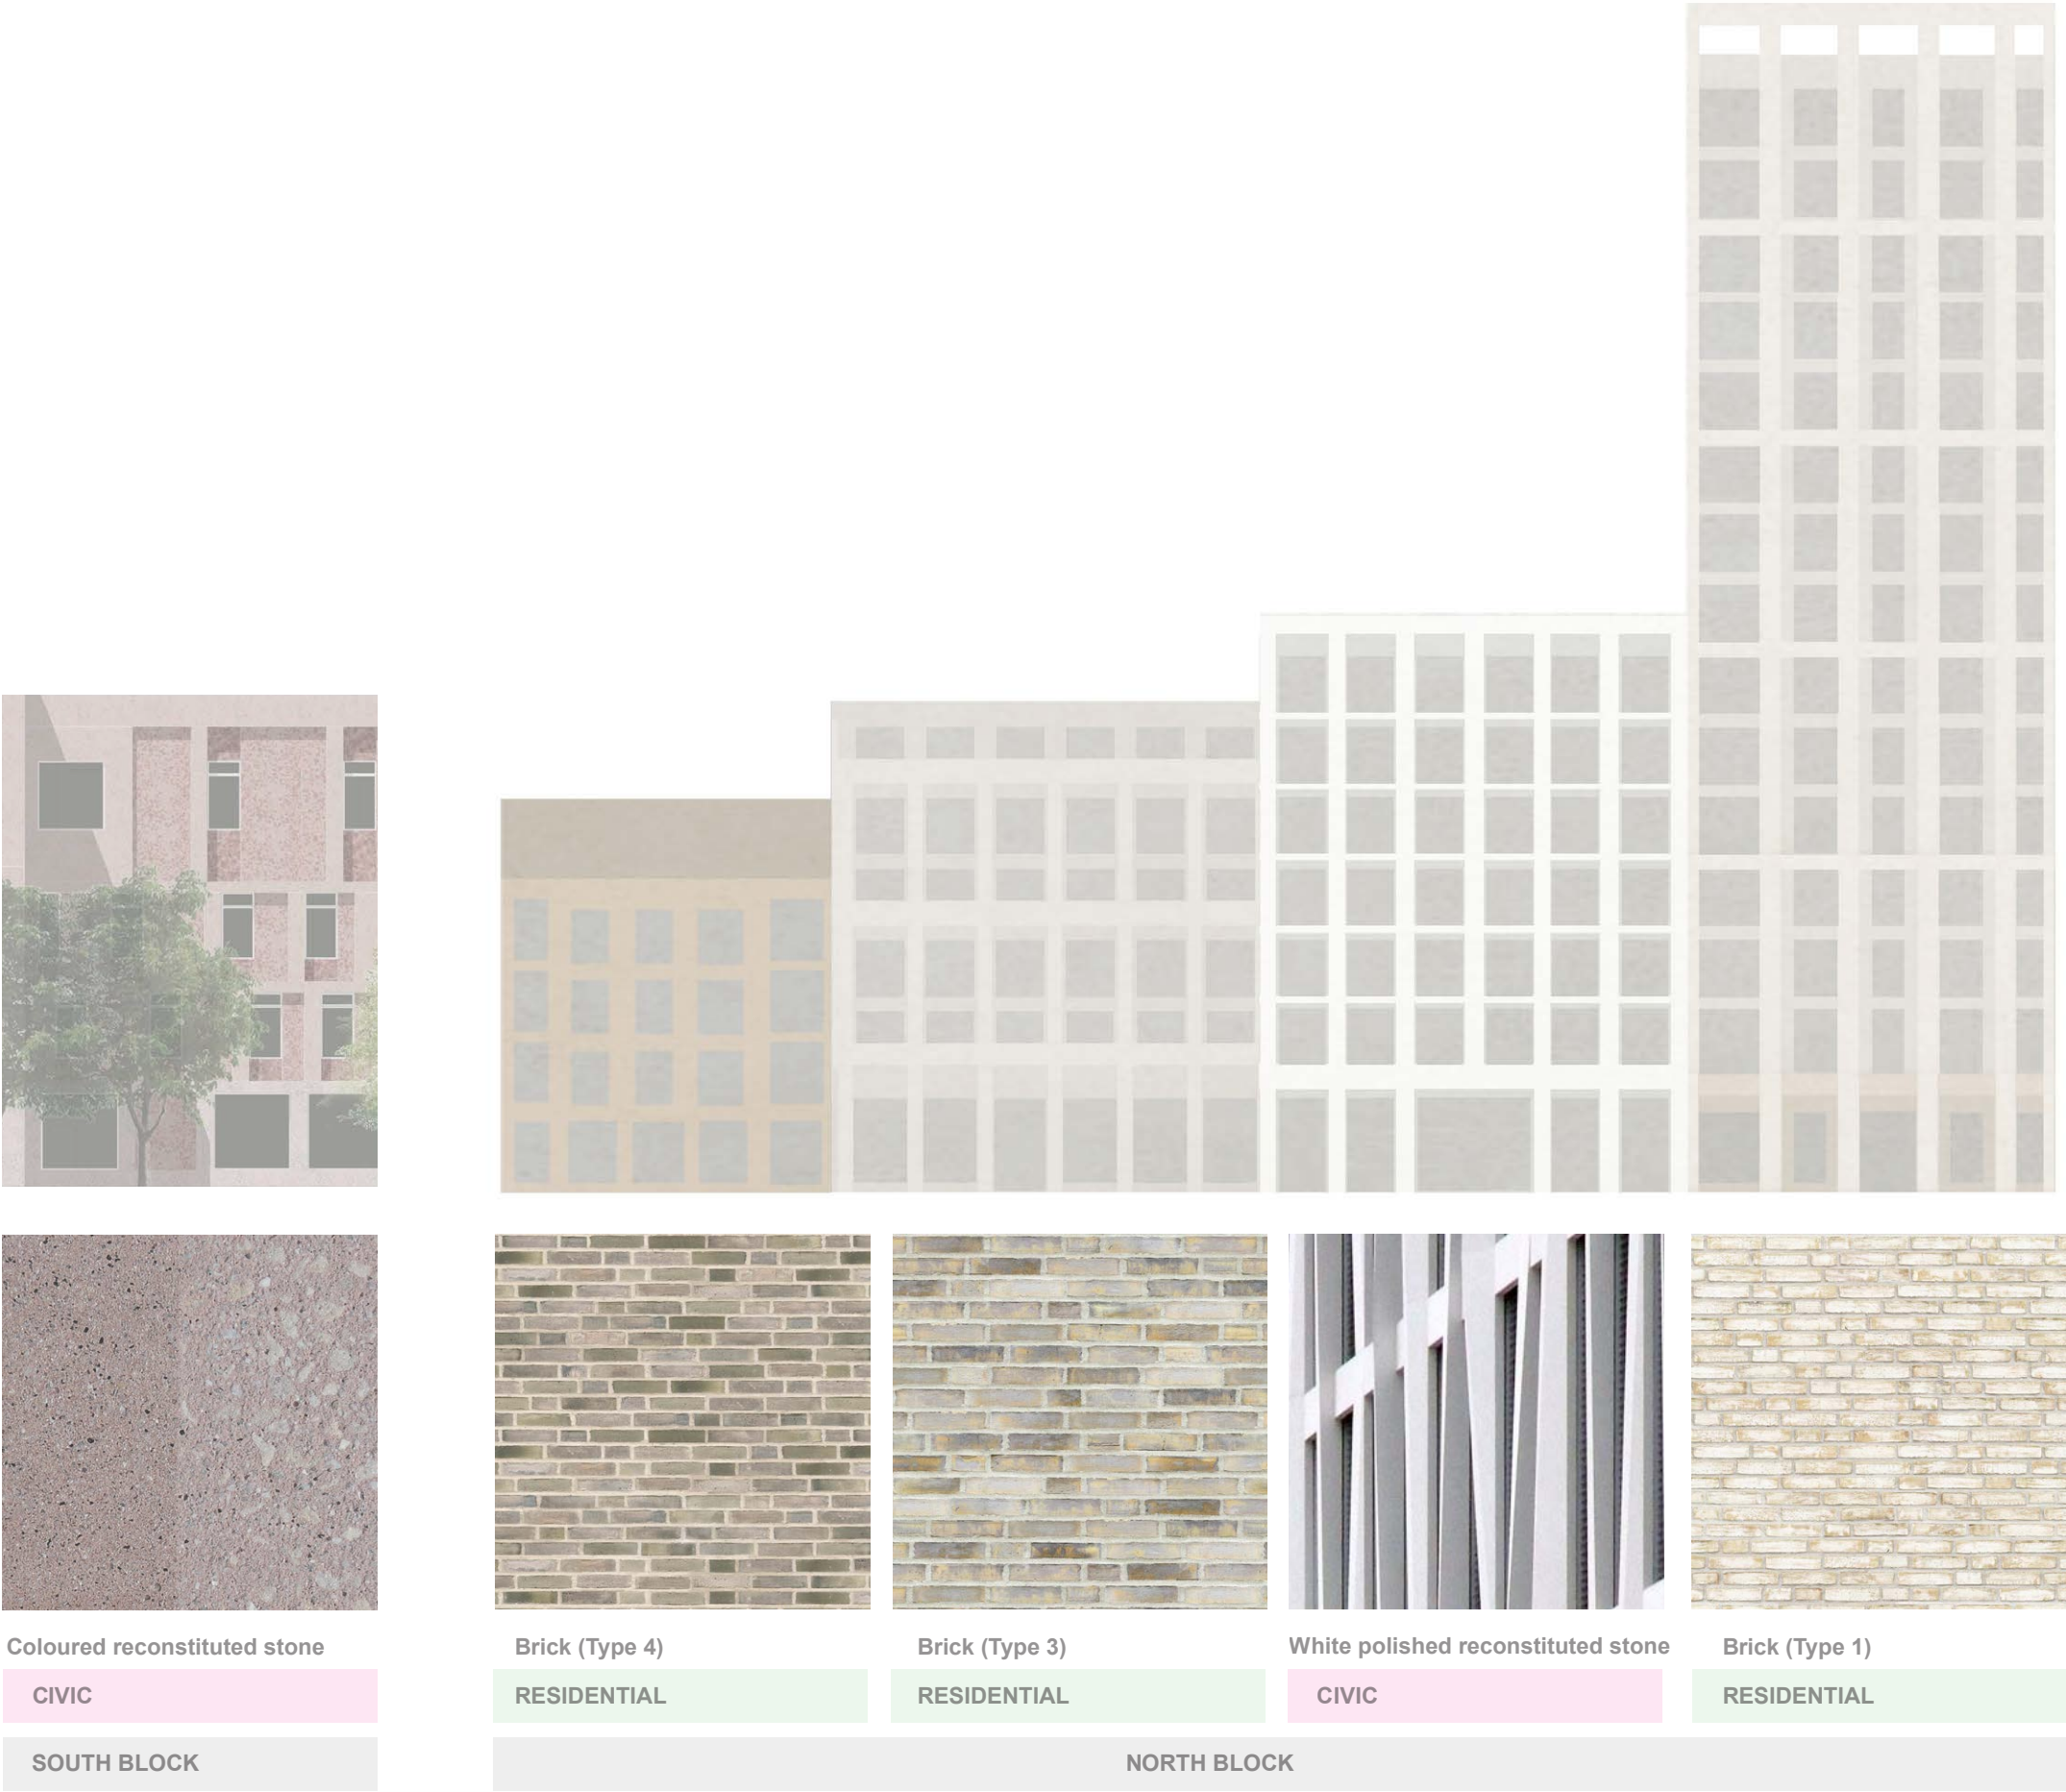 Coloured reconstituted stone
Brick (Type 4)
Brick (Type 3)
White polished reconstituted stone
Brick (Type 1)
CIVIC
RESIDENTIAL
RESIDENTIAL
CIVIC
RESIDENTIAL
SOUTH BLOCK
NORTH BLOCK